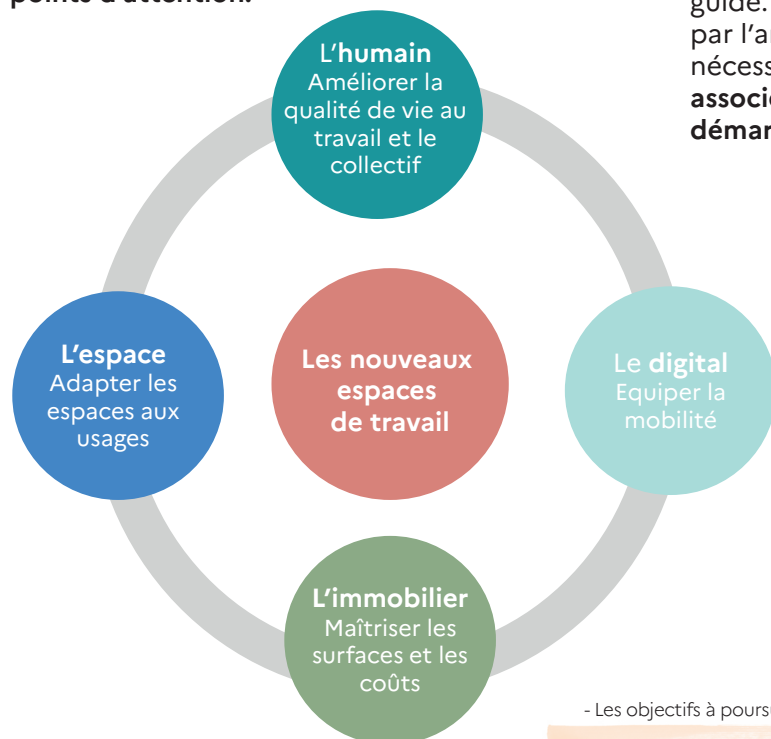 points d'attention.
guide.
par l'a
nécess
associ
démar
L'humain
Améliorer la
qualité de vie au
travail et le
collectif
L'espace
Adapter les
espaces aux
usages
Les nouveaux
espaces
de travail
Le digital
Equiper la
mobilité
L'immobilier
Maîtriser les
surfaces et les
coûts
- Les objectifs à poursu